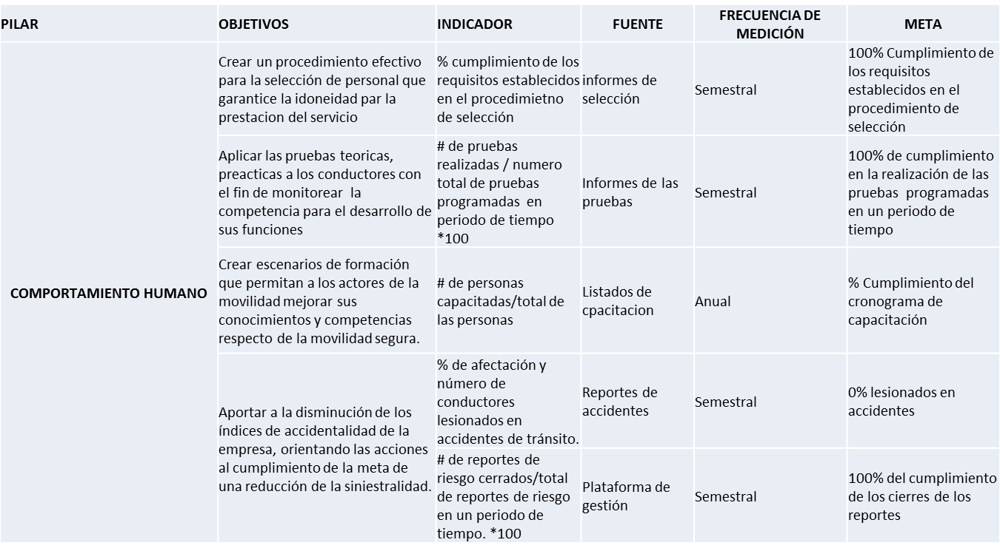 PILAR
OBJETIVOS
INDICADOR
FUENTE
FRECUENCIA DE
MEDICIÓN
META
COMPORTAMIENTO HUMANO
Crear un procedimiento efectivo
para la selección de personal que
garantice la idoneidad par la
prestacion del servicio
% cumplimiento de los
requisitos establecidos
en el procedimietno
de selección
informes de
selección
Semestral
100% Cumplimiento de
los requisitos
establecidos en el
procedimiento de
selección
Aplicar las pruebas teoricas,
preacticas a los conductores con
el fin de monitorear la
competencia para el desarrollo de
sus funciones
# de pruebas
realizadas / numero
total de pruebas
programadas en
periodo de tiempo
*100
Informes de las
pruebas
Semestral
100% de cumplimiento
en la realización de las
pruebas programadas
en un periodo de
tiempo
Crear escenarios de formación
que permitan a los actores de la
movilidad mejorar sus
conocimientos y competencias
respecto de la movilidad segura.
# de personas
capacitadas/total de
las personas
Listados de
cpacitacion
Anual
% Cumplimiento del
cronograma de
capacitación
Aportar a la disminución de los
índices de accidentalidad de la
empresa, orientando las acciones
al cumplimiento de la meta de
una reducción de la siniestralidad.
% de afectación y
número de
conductores
lesionados en
accidentes de tránsito.
Reportes de
accidentes
Semestral
0% lesionados en
accidentes
# de reportes de
riesgo cerrados/total
de reportes de riesgo
en un periodo de
tiempo. *100
Plataforma de
gestión
Semestral
100% del cumplimiento
de los cierres de los
reportes